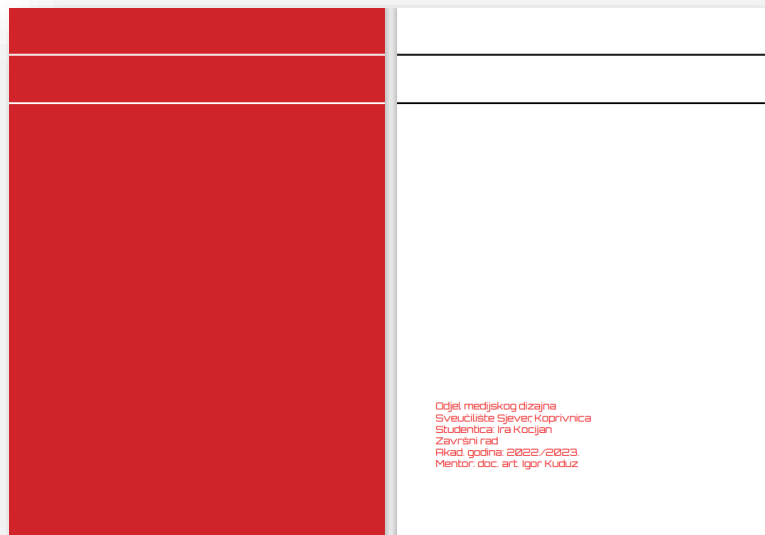 Odjel medijskog dizajna
Sveučilište Sjever, Koprivnica
Studentica: Ira Kocijan
Završni rad
Akad. godina: 2022./2023.
Mentor: doc. art. Igor Kuduz